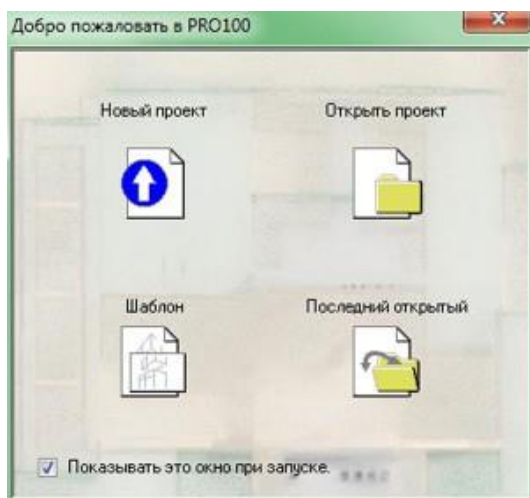 Добро пожаловать в PRO100
Новый проект
Открыть проект
Шаблон
Последний открытый
Показывать это окно при запуске.